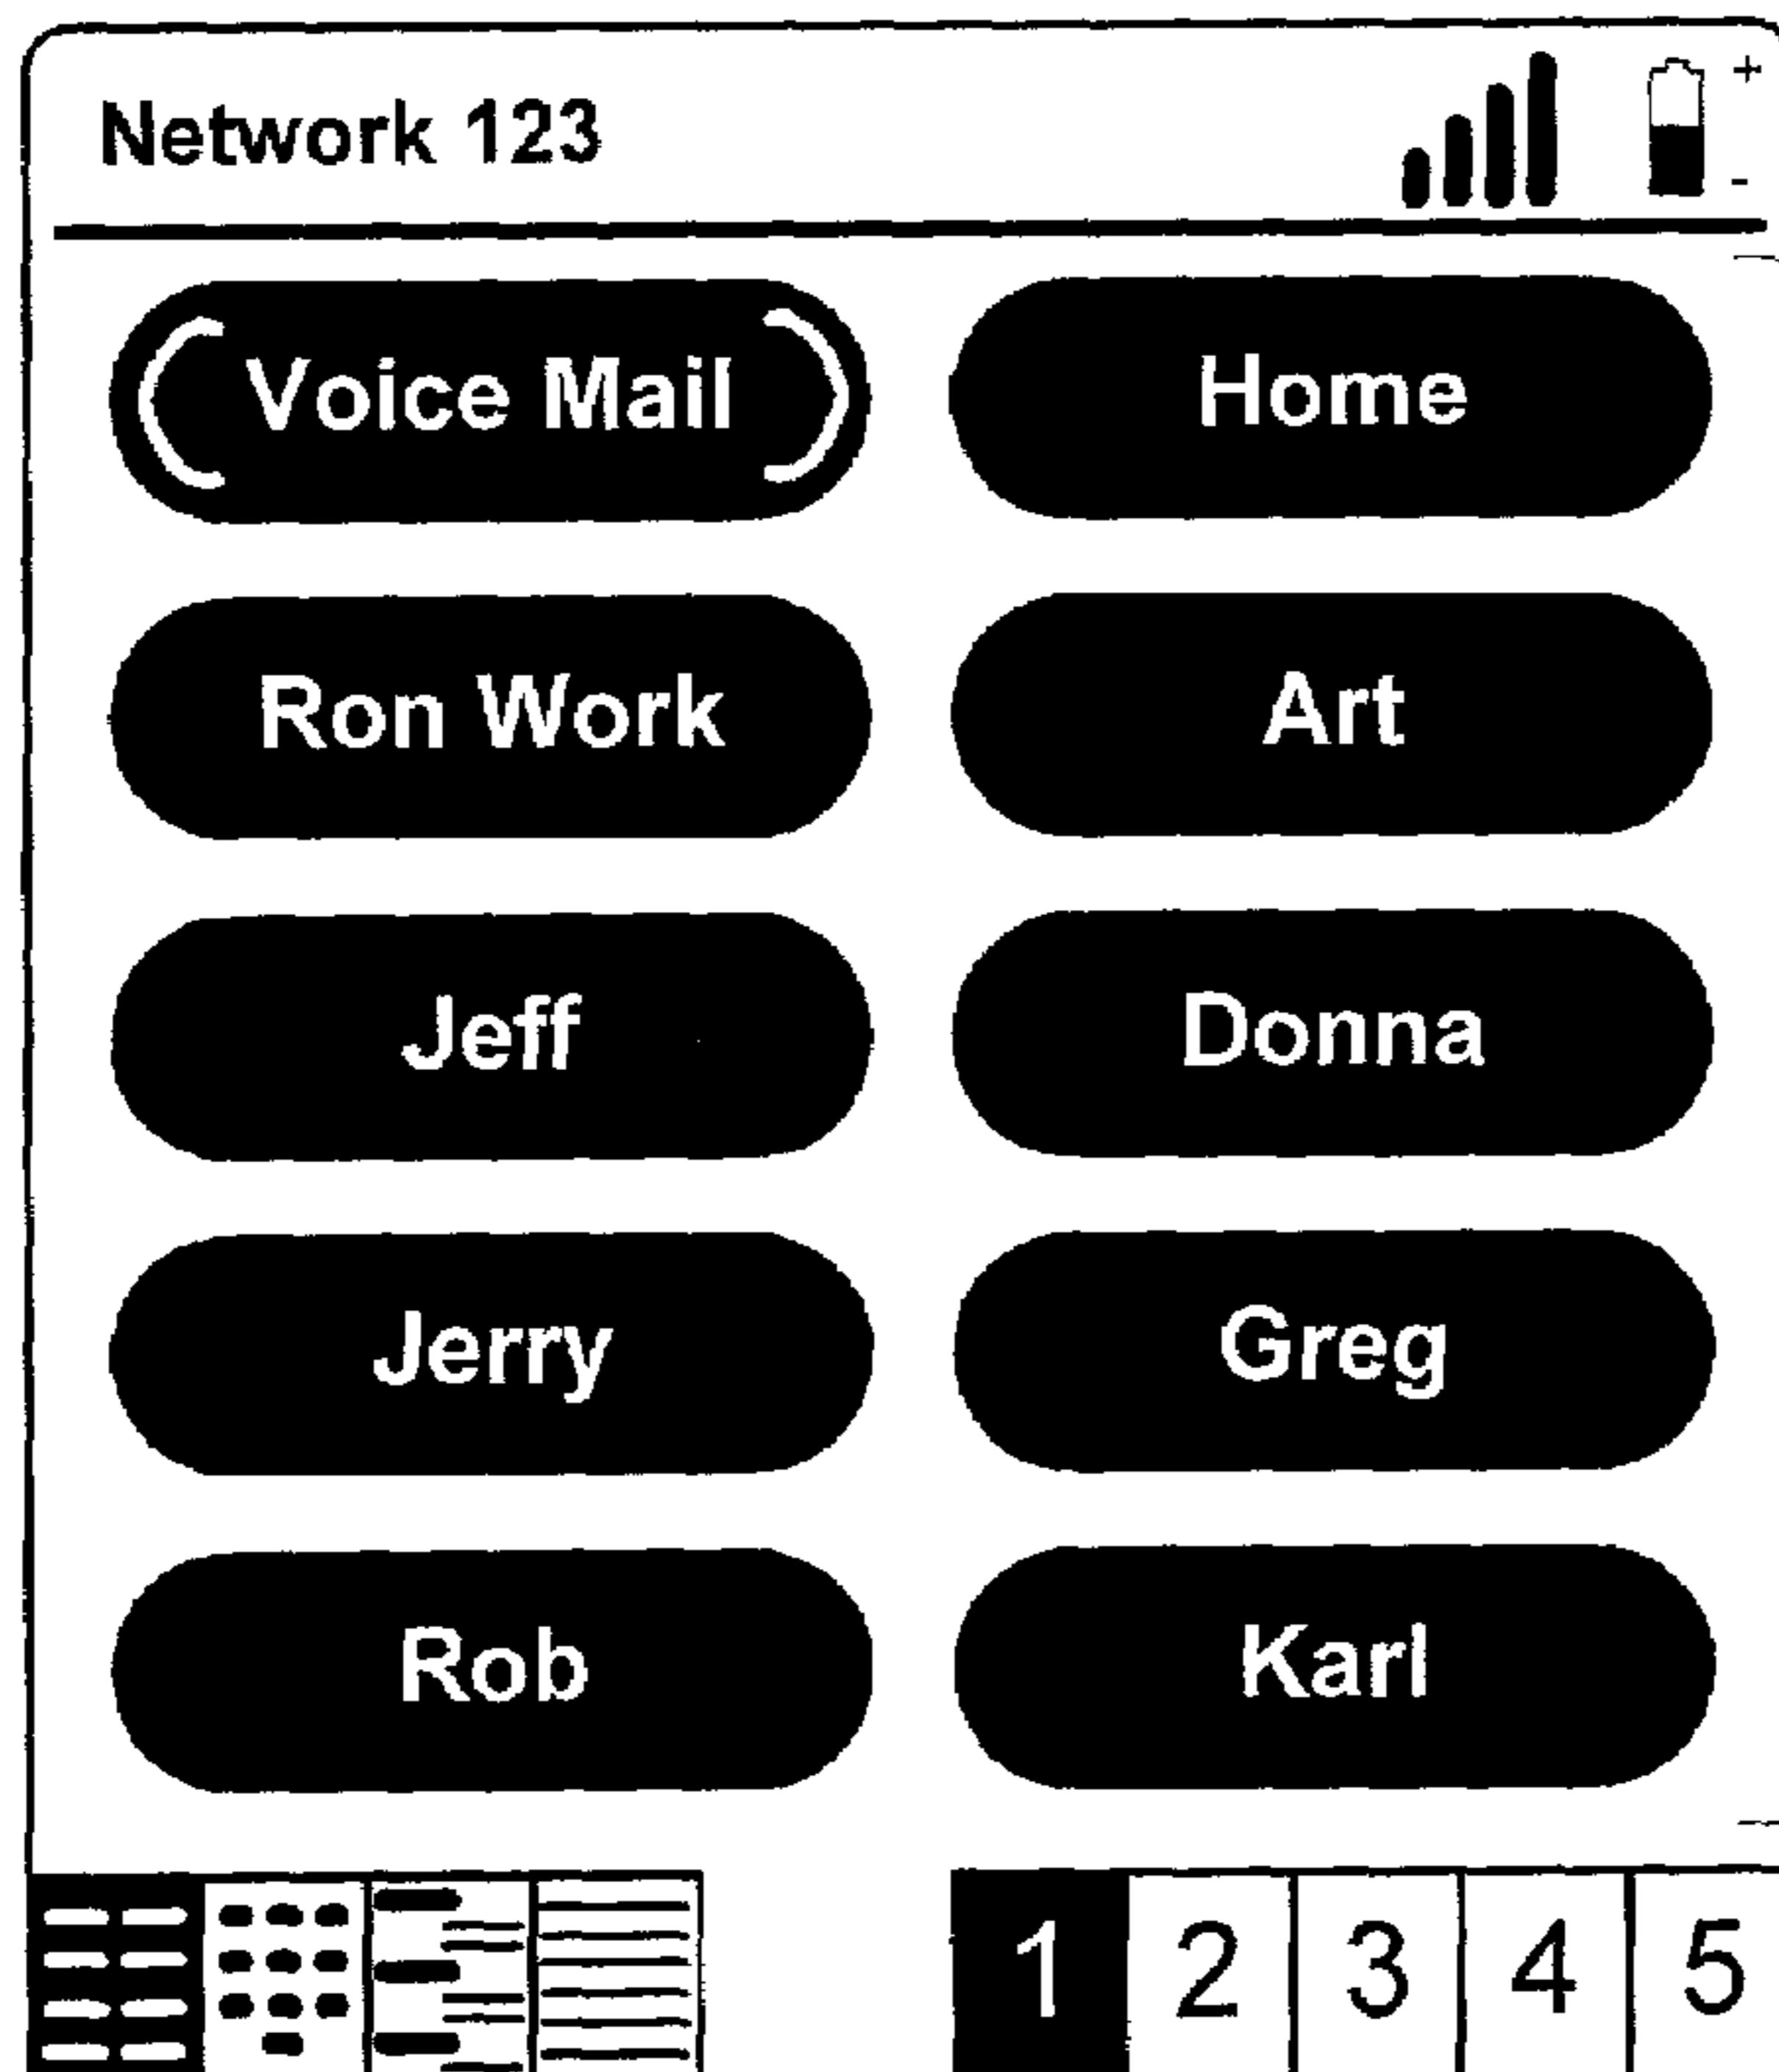 Network 123
+
-
Voice Mail Home
Ron Work Art
Jeff Donna
Jerry Greg
Rob Karl
1 2 3 4 5